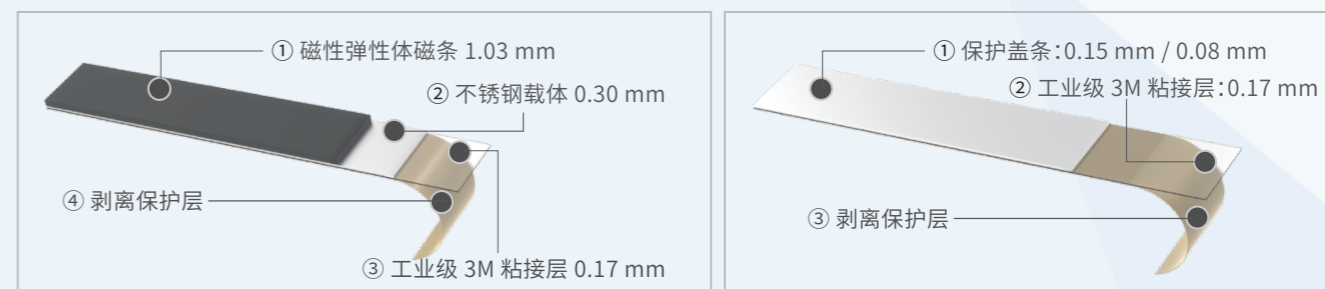 ① 磁性弹性体磁条 1.03 mm
② 不锈钢载体 0.30 mm
④ 剥离保护层
③ 工业级 3M 粘接层 0.17 mm
① 保护盖条：0.15 mm / 0.08 mm
② 工业级 3M 粘接层：0.17 mm
③ 剥离保护层